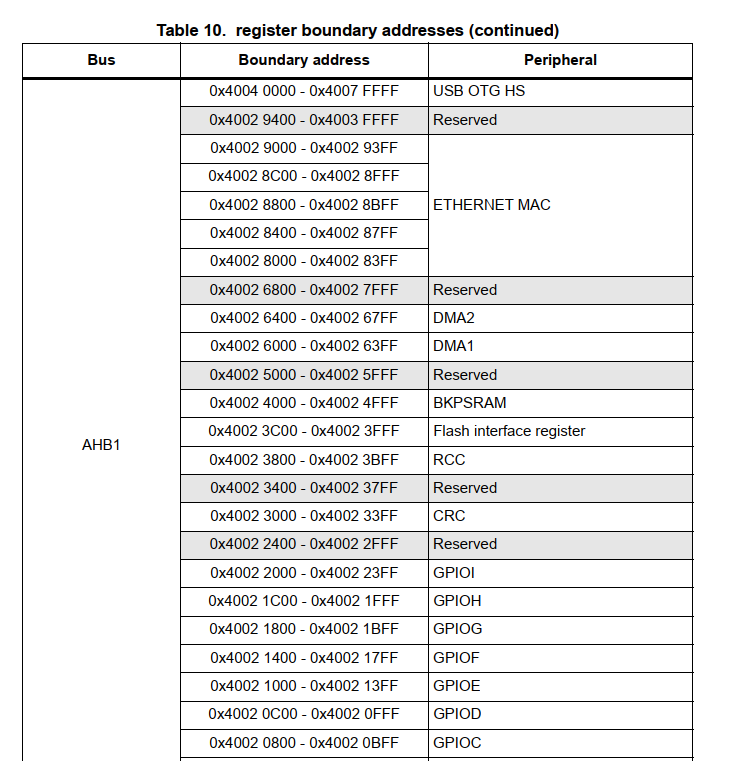 Table 10. register boundary addresses (continued)
Bus Boundary address Peripheral
0x4004 0000 - 0x4007 FFFF USB OTG HS
0x4002 9400 - 0x4003 FFFF Reserved
0x4002 9000 - 0x4002 93FF
0x4002 8C00 - 0x4002 8FFF
0x4002 8800 - 0x4002 8BFF ETHERNET MAC
0x4002 8400 - 0x4002 87FF
0x4002 8000 - 0x4002 83FF
0x4002 6800 - 0x4002 7FFF Reserved
0x4002 6400 - 0x4002 67FF DMA2
0x4002 6000 - 0x4002 63FF DMA1
0x4002 5000 - 0x4002 5FFF Reserved
0x4002 4000 - 0x4002 4FFF BKPSRAM
0x4002 3C00 - 0x4002 3FFF Flash interface register
AHB1
0x4002 3800 - 0x4002 3BFF RCC
0x4002 3400 - 0x4002 37FF Reserved
0x4002 3000 - 0x4002 33FF CRC
0x4002 2400 - 0x4002 2FFF Reserved
0x4002 2000 - 0x4002 23FF GPIOI
0x4002 1C00 - 0x4002 1FFF GPIOH
0x4002 1800 - 0x4002 1BFF GPIOG
0x4002 1400 - 0x4002 17FF GPIOF
0x4002 1000 - 0x4002 13FF GPIOE
0x4002 0C00 - 0x4002 0FFF GPIOD
0x4002 0800 - 0x4002 0BFF GPIOC